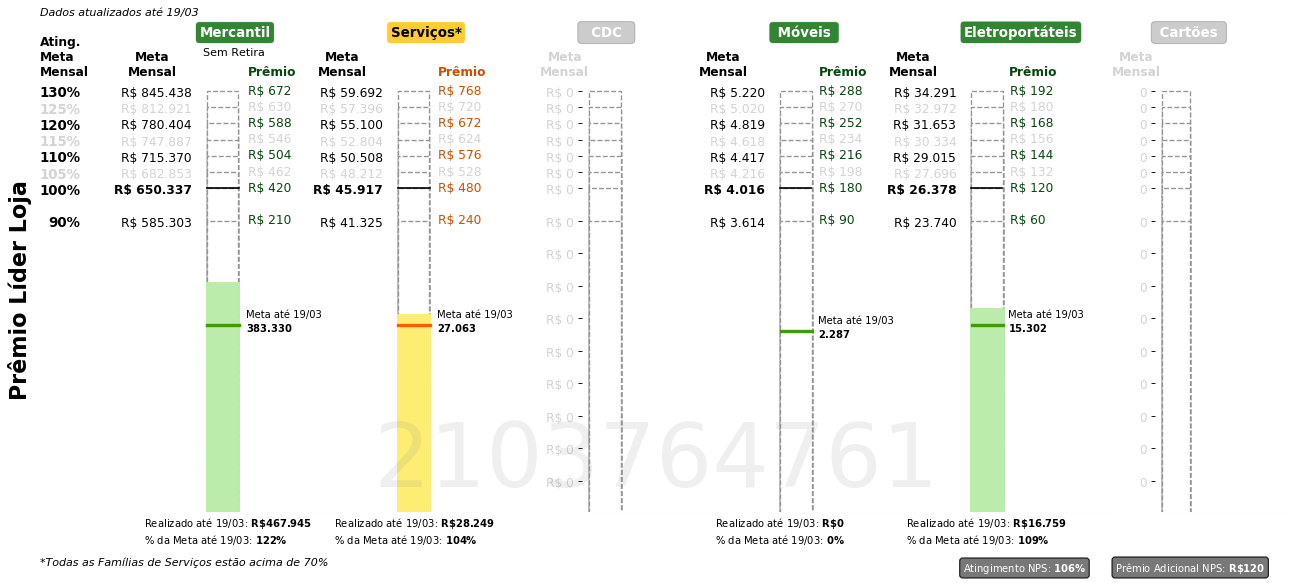 Dados atualizados até 19/03
Mercantil Serviços* CDC Móveis Eletroportáteis Cartões
Sem Retira
Ating. Meta Mensal
Meta Mensal Prêmio Meta Mensal Prêmio Meta Mensal Meta Mensal Prêmio Meta Mensal Prêmio Meta Mensal
130% R$ 845.438 R$ 672 R$ 59.692 R$ 768 R$ 0 R$ 5.220 R$ 288 R$ 34.291 R$ 192 0
125% R$ 812.921 R$ 630 R$ 57.396 R$ 720 R$ 0 R$ 5.020 R$ 270 R$ 32.972 R$ 180 0
120% R$ 780.404 R$ 588 R$ 55.100 R$ 672 R$ 0 R$ 4.819 R$ 252 R$ 31.653 R$ 168 0
115% R$ 747.887 R$ 546 R$ 52.804 R$ 624 R$ 0 R$ 4.618 R$ 234 R$ 30.334 R$ 156 0
110% R$ 715.370 R$ 504 R$ 50.508 R$ 576 R$ 0 R$ 4.417 R$ 216 R$ 29.015 R$ 144 0
105% R$ 682.853 R$ 462 R$ 48.212 R$ 528 R$ 0 R$ 4.216 R$ 198 R$ 27.696 R$ 132 0
100% R$ 650.337 R$ 420 R$ 45.917 R$ 480 R$ 0 R$ 4.016 R$ 180 R$ 26.378 R$ 120 0
90% R$ 585.303 R$ 210 R$ 41.325 R$ 240 R$ 0 R$ 3.614 R$ 90 R$ 23.740 R$ 60 0
R$ 0 0
R$ 0 0
R$ 0 0
R$ 0 0
R$ 0 0
R$ 0 0
R$ 0 0
R$ 0 0
Prêmio Líder Loja
Meta até 19/03
383.330
Meta até 19/03
27.063
Meta até 19/03
2.287
Meta até 19/03
15.302
2103764761
Realizado até 19/03: R$467.945
% da Meta até 19/03: 122%
Realizado até 19/03: R$28.249
% da Meta até 19/03: 104%
Realizado até 19/03: R$0
% da Meta até 19/03: 0%
Realizado até 19/03: R$16.759
% da Meta até 19/03: 109%
*Todas as Famílias de Serviços estão acima de 70%
Atingimento NPS: 106%
Prêmio Adicional NPS: R$120